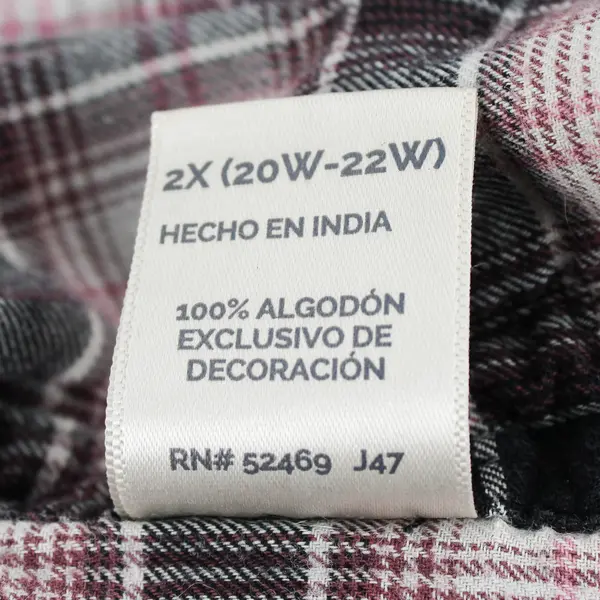 2X (20W-22W)
HECHO EN INDIA
100% ALGODÓN
EXCLUSIVO DE
DECORACIÓN
RN# 52469 J47